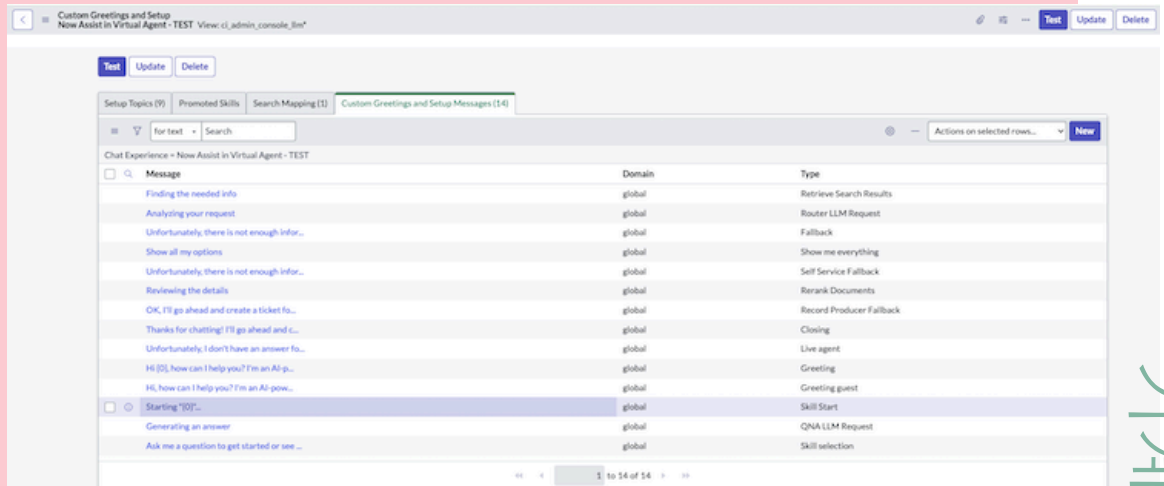 Custom Greetings and Setup
Now Assist in Virtual Agent - TEST View: ci_admin_console_llm*
Test Update Delete
Test Update Delete
Setup Topics (9) Promoted Skills Search Mapping (1) Custom Greetings and Setup Messages (14)
for text Search Actions on selected rows... New
Chat Experience = Now Assist in Virtual Agent - TEST
Message Domain Type
Finding the needed info global Retrieve Search Results
Analyzing your request global Router LLM Request
Unfortunately, there is not enough infor... global Fallback
Show all my options global Show me everything
Unfortunately, there is not enough infor... global Self Service Fallback
Reviewing the details global Rerank Documents
OK, I'll go ahead and create a ticket fo... global Record Producer Fallback
Thanks for chatting! I'll go ahead and c... global Closing
Unfortunately, I don't have an answer fo... global Live agent
Hi {0}, how can I help you? I'm an AI-p... global Greeting
Hi, how can I help you? I'm an AI-pow... global Greeting guest
Starting "{0}"... global Skill Start
Generating an answer global QNA LLM Request
Ask me a question to get started or see ... global Skill selection
1 to 14 of 14